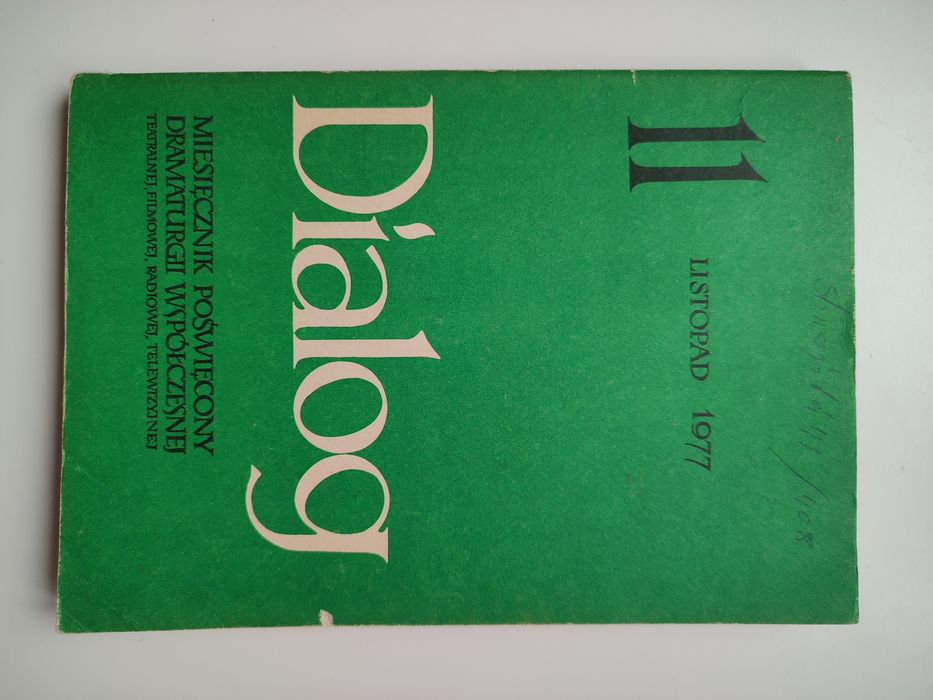 11
LISTOPAD 1977
Dialog
MIESIĘCZNIK POŚWIĘCONY
DRAMATURGII WSPÓŁCZESNEJ
TEATRALNEJ, FILMOWEJ, RADIOWEJ, TELEWIZYJNEJ